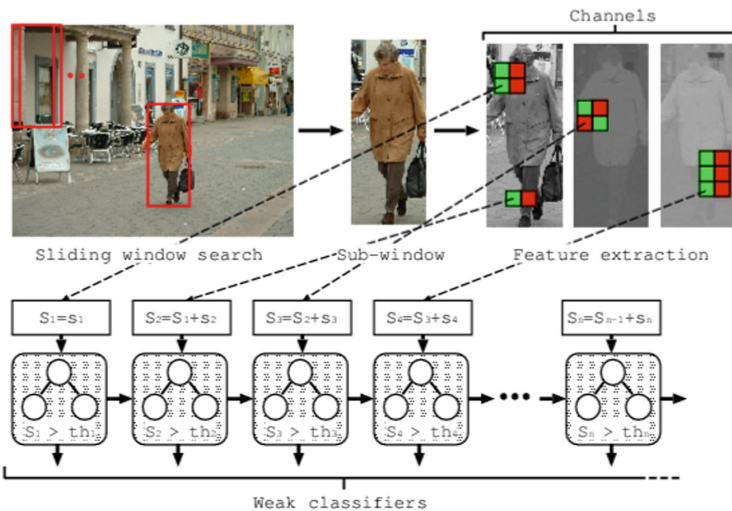 Channels
Sliding window search
Sub-window
Feature extraction
S₁=s₁
S₂=S₁+s₂
S₃=S₂+s₃
S₄=S₃+s₄
Sₙ=Sₙ₋₁+sₙ
S₁ > th₁
S₂ > th₂
S₃ > th₃
S₄ > th₄
Sₙ > thₙ
Weak classifiers